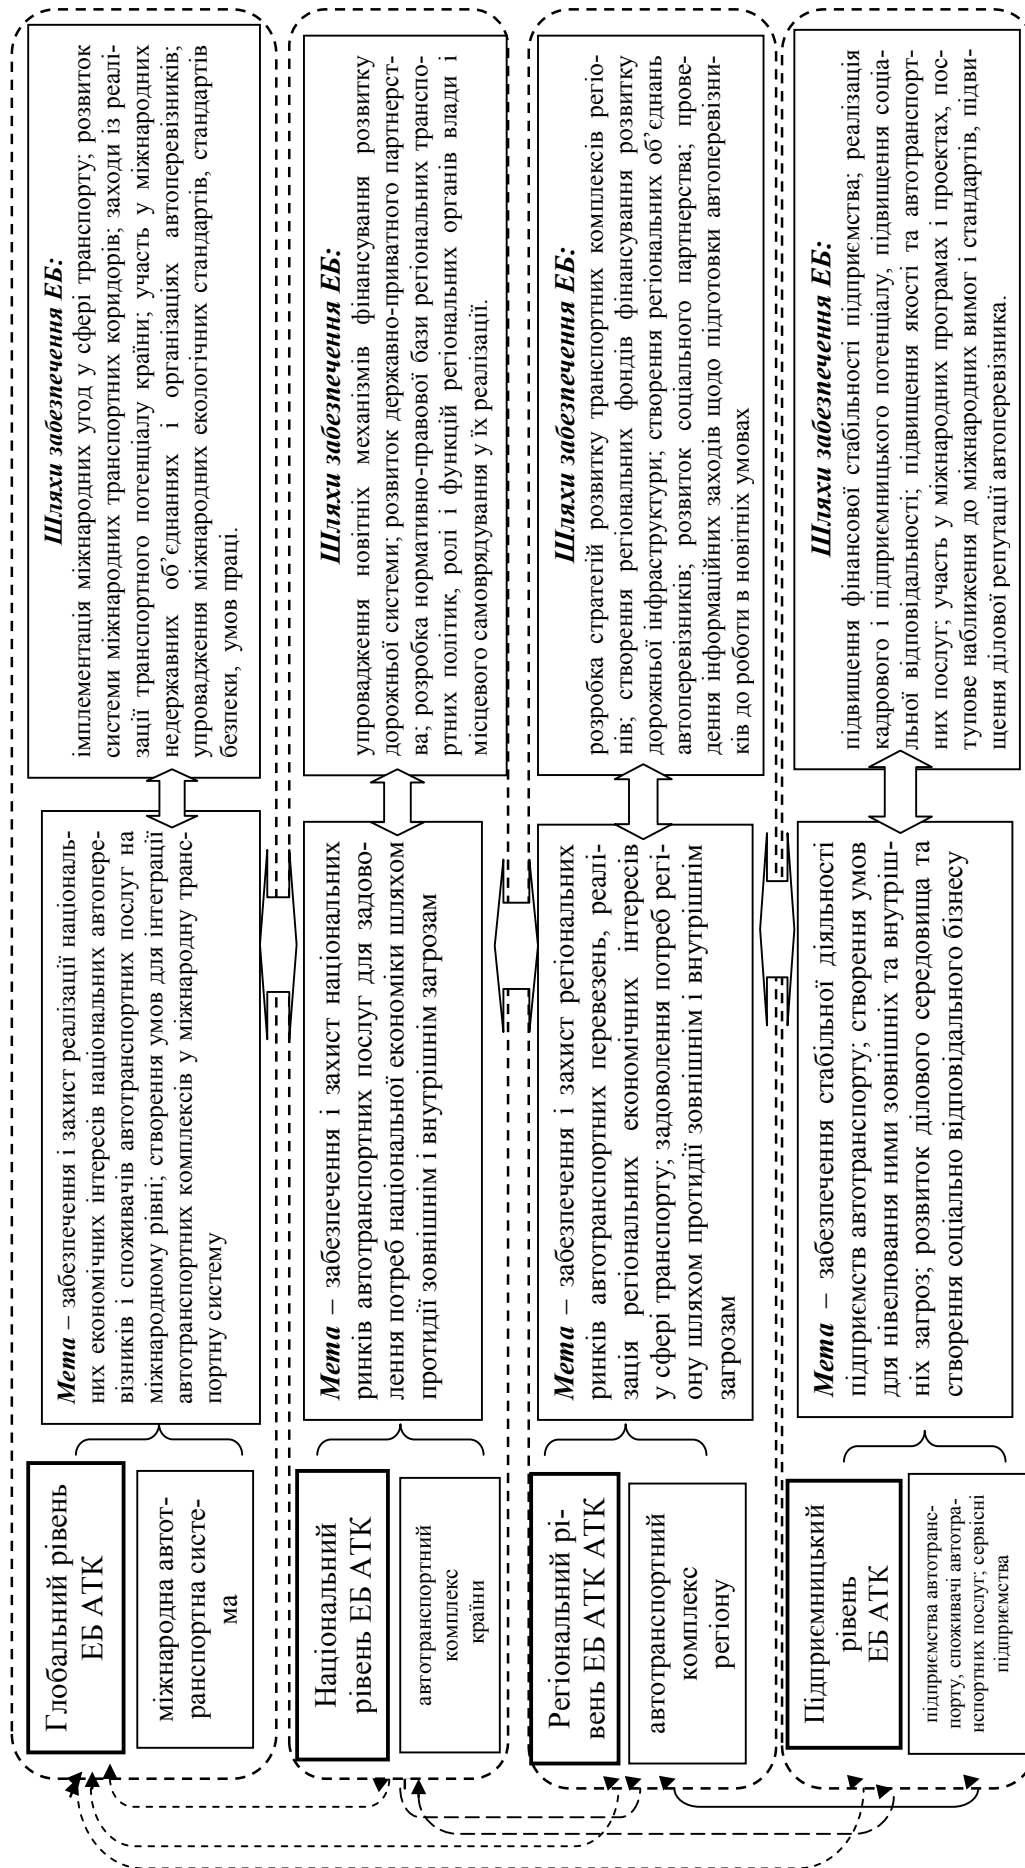 Глобальний рівень
ЕБ АТК
міжнародна автот-
ранспортна систе-
ма
Мета – забезпечення і захист реалізації національ-
них економічних інтересів національних автопере-
візників і споживачів автотранспортних послуг на
міжнародному рівні; створення умов для інтеграції
автотранспортних комплексів у міжнародну транс-
портну систему
Шляхи забезпечення ЕБ:
імплементація міжнародних угод у сфері транспорту; розвиток
системи міжнародних транспортних коридорів; заходи із реалі-
зації транспортного потенціалу країни; участь у міжнародних
недержавних об’єднаннях і організаціях автоперевізників;
упровадження міжнародних екологічних стандартів, стандартів
безпеки, умов праці.
Національний
рівень ЕБ АТК
автотранспортний
комплекс
країни
Мета – забезпечення і захист національних
ринків автотранспортних послуг для задово-
лення потреб національної економіки шляхом
протидії зовнішнім і внутрішнім загрозам
Шляхи забезпечення ЕБ:
упровадження новітніх механізмів фінансування розвитку
дорожньої системи; розвиток державно-приватного партнерст-
ва; розробка нормативно-правової бази регіональних транспо-
ртних політик, ролі і функцій регіональних органів влади і
місцевого самоврядування у їх реалізації.
Регіональний рі-
вень ЕБ АТК АТК
автотранспортний
комплекс
регіону
Мета – забезпечення і захист регіональних
ринків автотранспортних перевезень, реалі-
зація регіональних економічних інтересів
у сфері транспорту; задоволення потреб регі-
ону шляхом протидії зовнішнім і внутрішнім
загрозам
Шляхи забезпечення ЕБ:
розробка стратегій розвитку транспортних комплексів регіо-
нів; створення регіональних фондів фінансування розвитку
дорожньої інфраструктури; створення регіональних об’єднань
автоперевізників; розвиток соціального партнерства; прове-
дення інформаційних заходів щодо підготовки автоперевізни-
ків до роботи в новітніх умовах
Підприємницький
рівень
ЕБ АТК
підприємства автотранс-
порту, споживачі автотра-
нспортних послуг; сервісні
підприємства
Мета – забезпечення стабільної діяльності
підприємств автотранспорту; створення умов
для нівелювання ними зовнішніх та внутріш-
ніх загроз; розвиток ділового середовища та
створення соціально відповідального бізнесу
Шляхи забезпечення ЕБ:
підвищення фінансової стабільності підприємства; реалізація
кадрового і підприємницького потенціалу, підвищення соціа-
льної відповідальності; підвищення якості та автотранспорт-
них послуг; участь у міжнародних програмах і проектах, пос-
тупове наближення до міжнародних вимог і стандартів, підви-
щення ділової репутації автоперевізника.